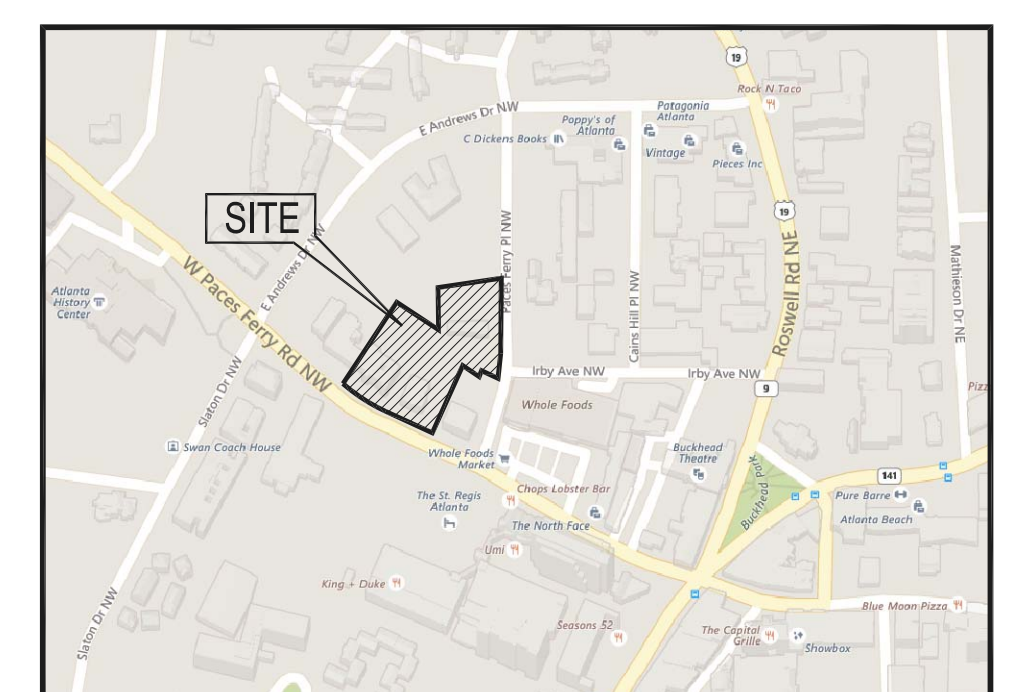 19
Rock N Taco
E Andrews Dr NW
Patagonia
Atlanta
Poppy's of
Atlanta
C Dickens Books
Vintage
Pieces Inc
SITE
19
Paces Ferry Pl NW
E Andrews Dr NW
W Paces Ferry Rd NW
Roswell Rd NE
Mathieson Dr NE
Atlanta
History
Center
Cains Hill Pl NW
Irby Ave NW
Irby Ave NW
9
Slaton Dr NW
Whole Foods
Swan Coach House
Whole Foods
Market
Buckhead
Theatre
141
Buckhead Park
Chops Lobster Bar
The St. Regis
Atlanta
Pure Barre
Atlanta Beach
The North Face
Umi
King + Duke
Slaton Dr NW
Seasons 52
Blue Moon Pizza
The Capital
Grille
Showbox